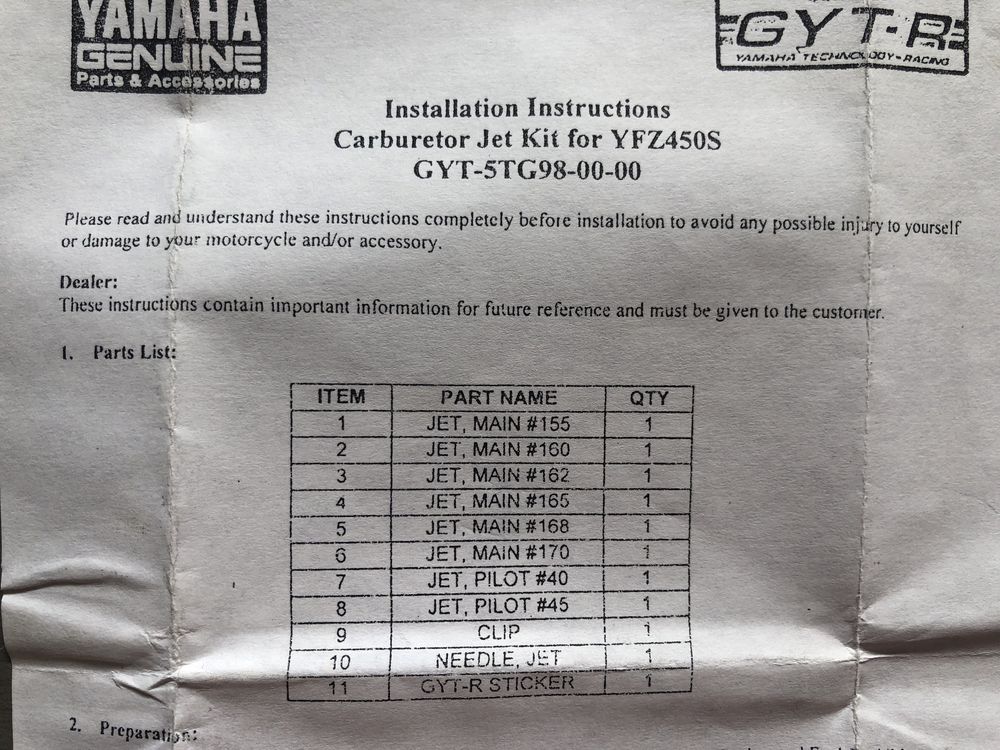 YAMAHA
GENUINE
Parts & Accessories
GYT-R
YAMAHA TECHNOLOGY-RACING
Installation Instructions
Carburetor Jet Kit for YFZ450S
GYT-5TG98-00-00
Please read and understand these instructions completely before installation to avoid any possible injury to yourself
or damage to your motorcycle and/or accessory.
Dealer:
These instructions contain important information for future reference and must be given to the customer.
1. Parts List:
ITEM PART NAME QTY
1 JET, MAIN #155 1
2 JET, MAIN #160 1
3 JET, MAIN #162 1
4 JET, MAIN #165 1
5 JET, MAIN #168 1
6 JET, MAIN #170 1
7 JET, PILOT #40 1
8 JET, PILOT #45 1
9 CLIP 1
10 NEEDLE, JET 1
11 GYT-R STICKER 1
2. Preparation: